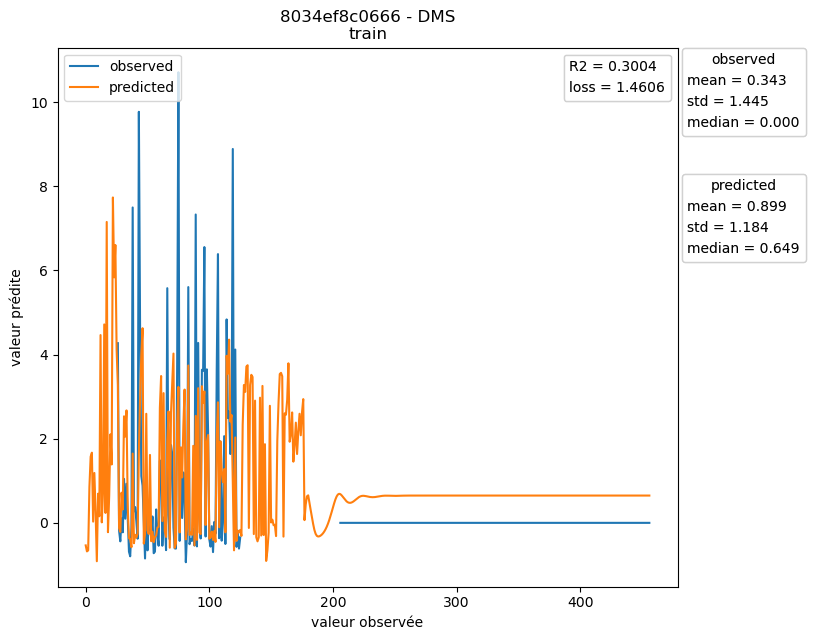 8034ef8c0666 - DMS
train
observed
predicted
R2 = 0.3004
loss = 1.4606
observed
mean = 0.343
std = 1.445
median = 0.000
predicted
mean = 0.899
std = 1.184
median = 0.649
valeur prédite
10
8
6
4
2
0
0
100
200
300
400
valeur observée